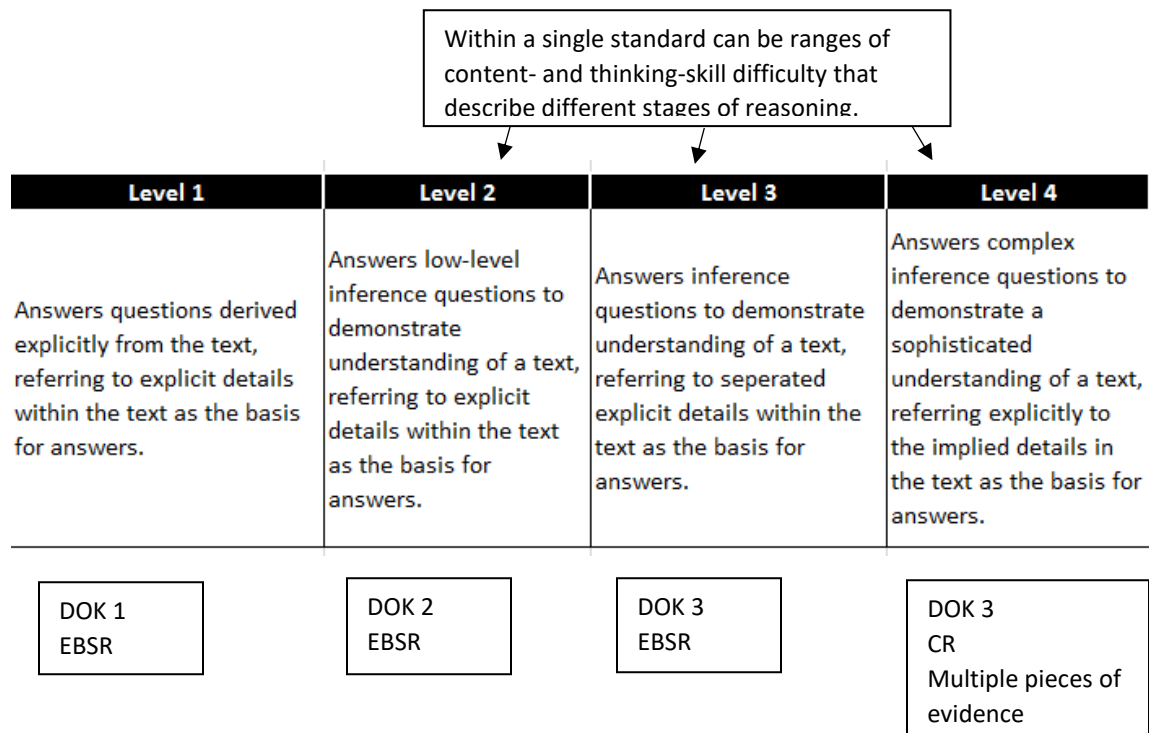 Within a single standard can be ranges of
content- and thinking-skill difficulty that
describe different stages of reasoning.
Level 1
Level 2
Level 3
Level 4
Answers questions derived
explicitly from the text,
referring to explicit details
within the text as the basis
for answers.
Answers low-level
inference questions to
demonstrate
understanding of a text,
referring to explicit
details within the text
as the basis for
answers.
Answers inference
questions to demonstrate
understanding of a text,
referring to seperated
explicit details within the
text as the basis for
answers.
Answers complex
inference questions to
demonstrate a
sophisticated
understanding of a text,
referring explicitly to
the implied details in
the text as the basis for
answers.
DOK 1
EBSR
DOK 2
EBSR
DOK 3
EBSR
DOK 3
CR
Multiple pieces of
evidence